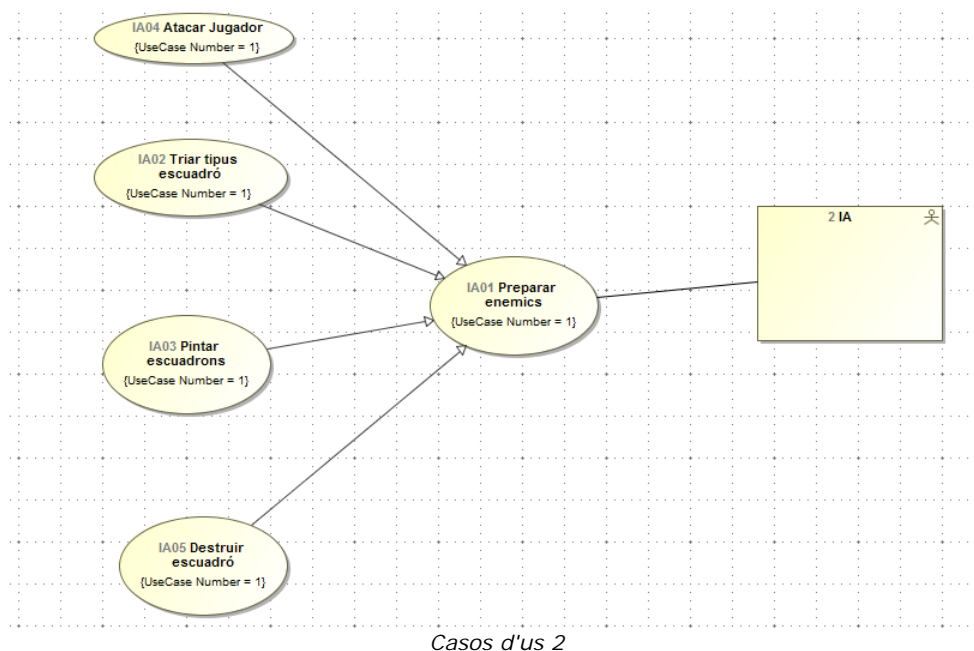 IA04 Atacar Jugador
{UseCase Number = 1}
IA02 Triar tipus
escuadró
{UseCase Number = 1}
2 IA
IA01 Preparar
enemics
{UseCase Number = 1}
IA03 Pintar
escuadrons
{UseCase Number = 1}
IA05 Destruir
escuadró
{UseCase Number = 1}
Casos d'us 2